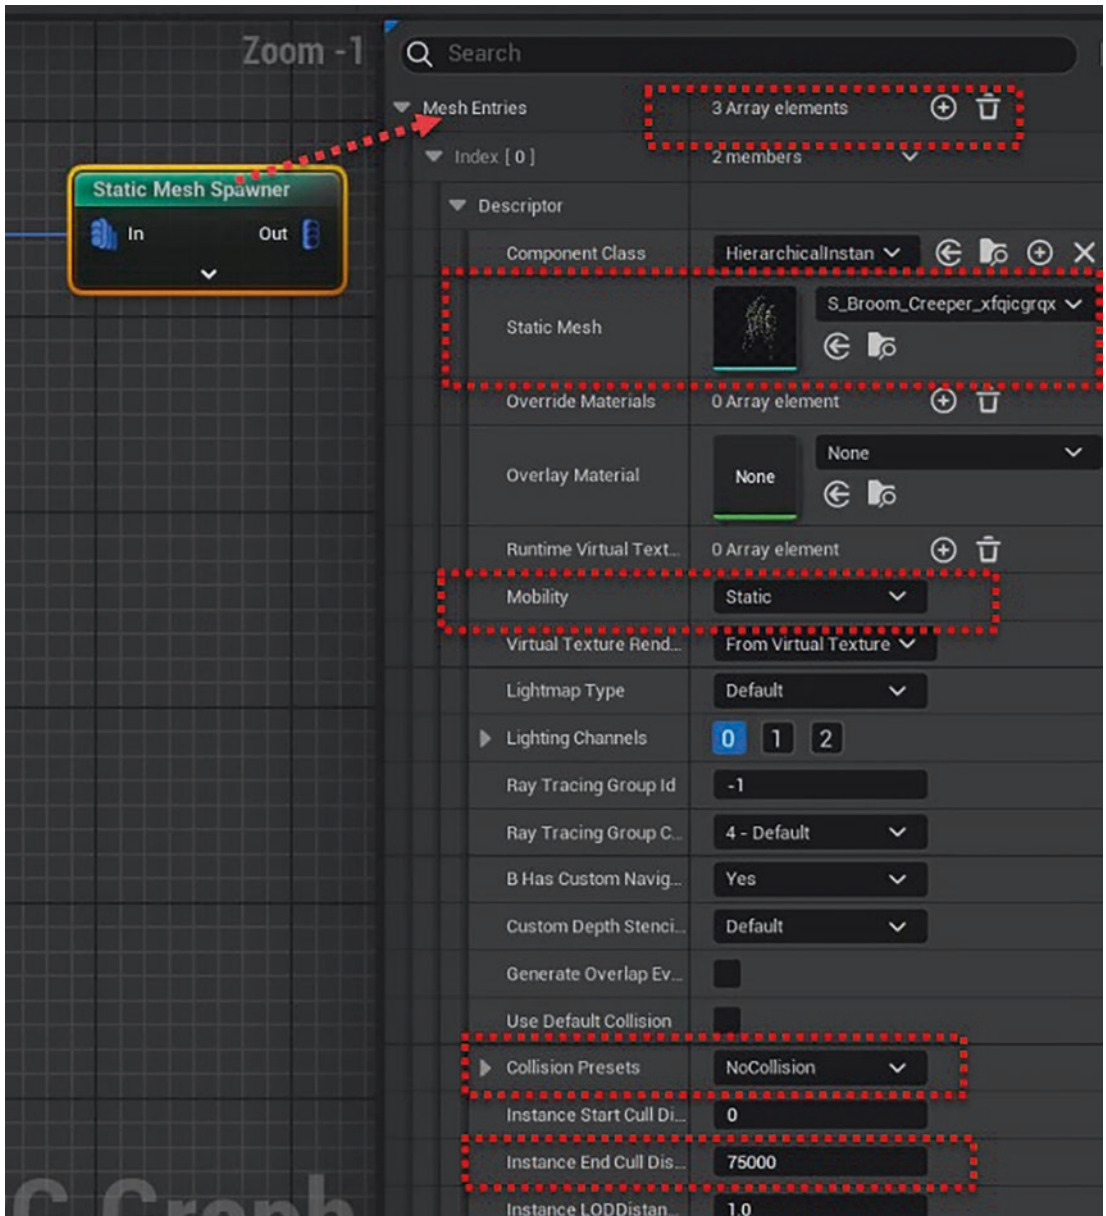 Zoom -1
Search
Mesh Entries 3 Array elements
Index [ 0 ] 2 members
Static Mesh Spawner
In Out
Descriptor
Component Class HierarchicalInstan
Static Mesh S_Broom_Creeper_xfqicgrqx
Override Materials 0 Array element
Overlay Material None None
Runtime Virtual Text... 0 Array element
Mobility Static
Virtual Texture Rend... From Virtual Texture
Lightmap Type Default
Lighting Channels 0 1 2
Ray Tracing Group Id -1
Ray Tracing Group C... 4 - Default
B Has Custom Navig... Yes
Custom Depth Stenci... Default
Generate Overlap Ev...
Use Default Collision
Collision Presets NoCollision
Instance Start Cull Di... 0
Instance End Cull Dis... 75000
Instance LODDistan... 1.0
C Graph